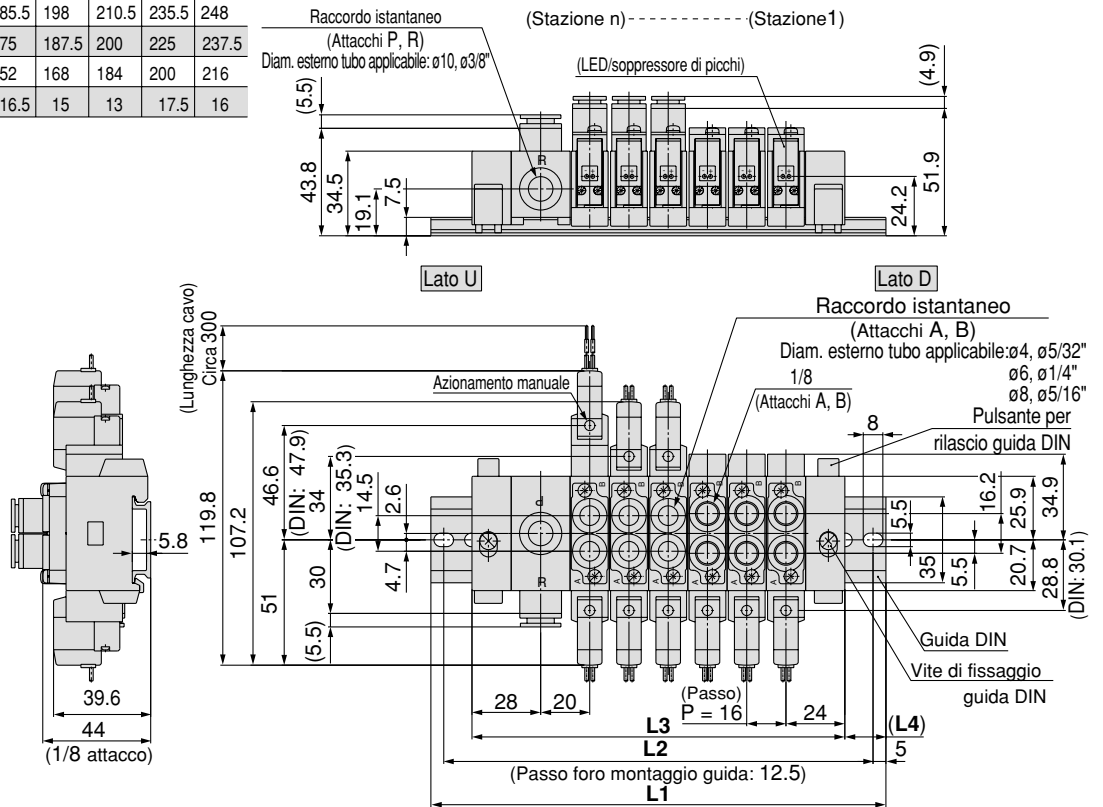 85.5 198 210.5 235.5 248
75 187.5 200 225 237.5
52 168 184 200 216
16.5 15 13 17.5 16
Raccordo istantaneo
(Attacchi P, R)
Diam. esterno tubo applicabile: ø10, ø3/8"
(Stazione n) (Stazione1)
(LED/soppressore di picchi)
(4.9)
(5.5)
43.8
34.5
19.1
7.5
R
24.2
51.9
Lato U
Lato D
Raccordo istantaneo
(Attacchi A, B)
Diam. esterno tubo applicabile:ø4, ø5/32"
ø6, ø1/4"
ø8, ø5/16"
1/8
(Attacchi A, B)
Pulsante per
rilascio guida DIN
(Lunghezza cavo)
Circa 300
Azionamento manuale
8
119.8
107.2
46.6
(DIN: 47.9)
34
(DIN: 35.3)
14.5
2.6
4.7
30
(5.5)
51
P
R
B B B B B B
A A A A A A
5.5
16.2
25.9
34.9
35
5.5
20.7
28.8
(DIN: 30.1)
5.8
39.6
44
(1/8 attacco)
Guida DIN
Vite di fissaggio
guida DIN
28 20
(Passo)
P = 16
24
L3
(L4)
L2
5
(Passo foro montaggio guida: 12.5)
L1